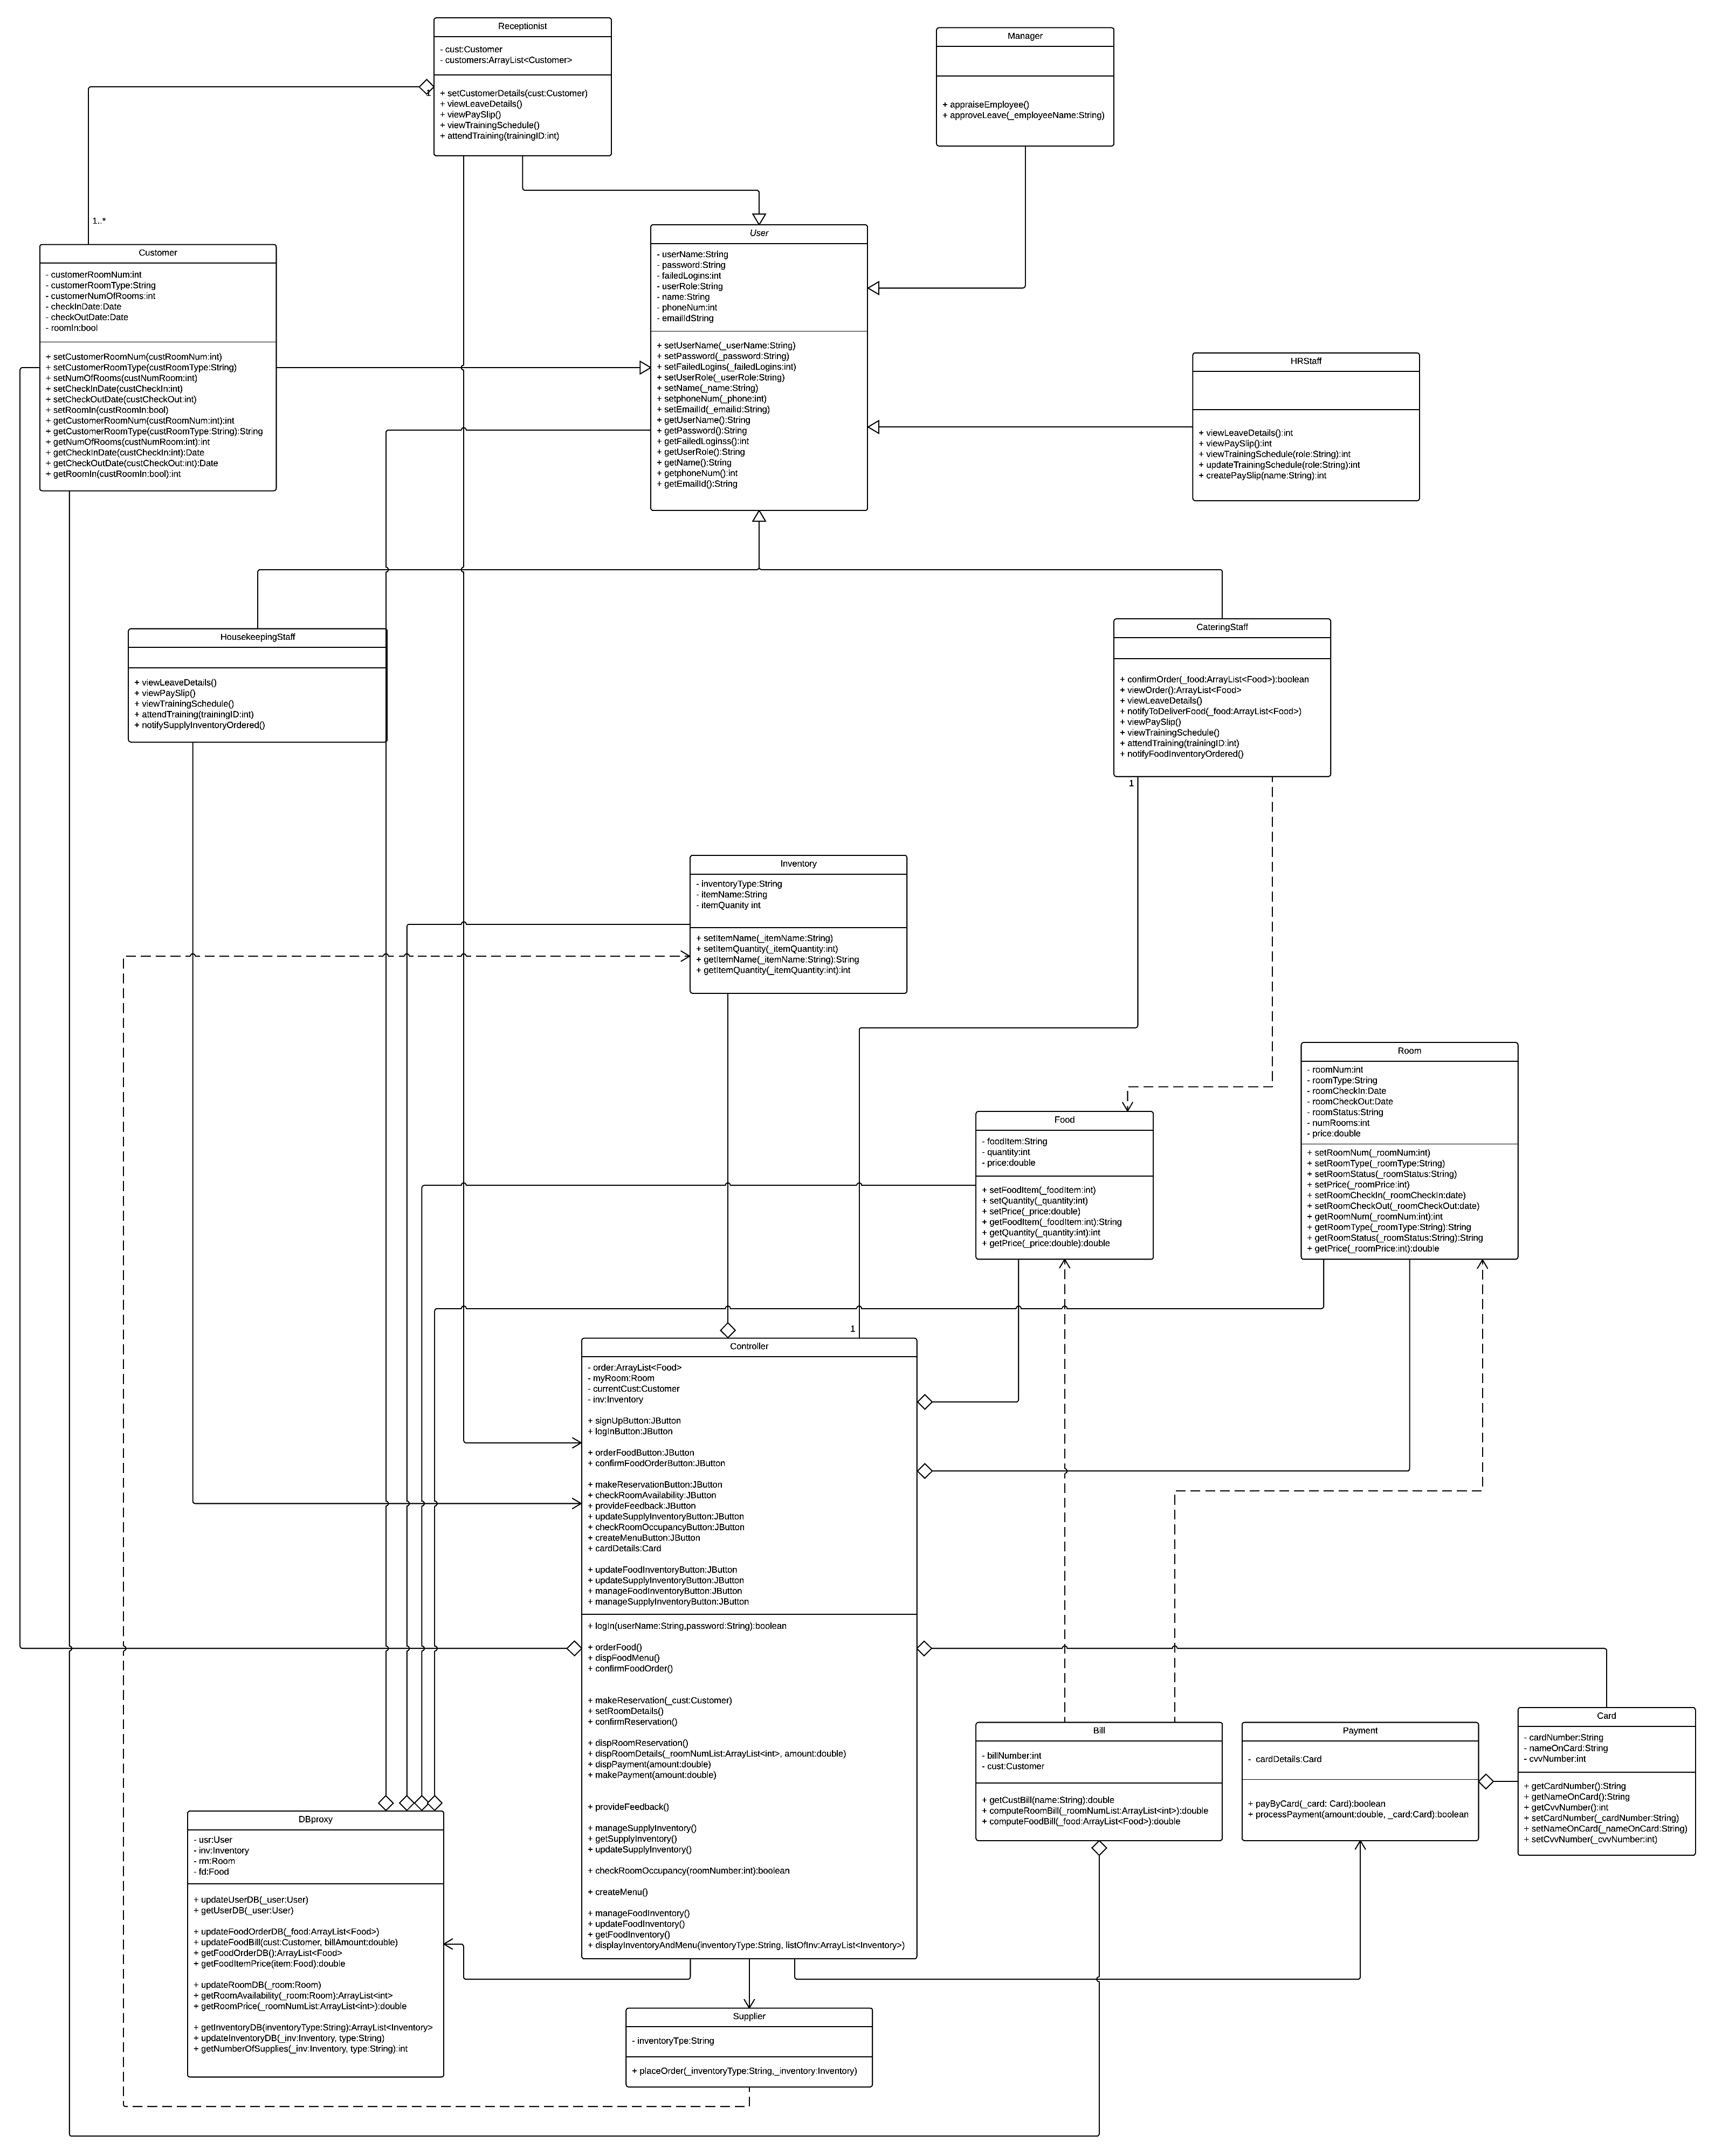 Receptionist
- cust:Customer
- customers:ArrayList<Customer>
+ setCustomerDetails(cust:Customer)
+ viewLeaveDetails()
+ viewPaySlip()
+ viewTrainingSchedule()
+ attendTraining(trainingID:int)
1
Manager
+ appraiseEmployee()
+ approveLeave(_employeeName:String)
1..*
Customer
- customerRoomNum:int
- customerRoomType:String
- customerNumOfRooms:int
- checkInDate:Date
- checkOutDate:Date
- roomIn:bool
+ setCustomerRoomNum(custRoomNum:int)
+ setCustomerRoomType(custRoomType:String)
+ setNumOfRooms(custNumRoom:int)
+ setCheckInDate(custCheckIn:int)
+ setCheckOutDate(custCheckOut:int)
+ setRoomIn(custRoomIn:bool)
+ getCustomerRoomNum(custRoomNum:int):int
+ getCustomerRoomType(custRoomType:String):String
+ getNumOfRooms(custNumRoom:int):int
+ getCheckInDate(custCheckIn:int):Date
+ getCheckOutDate(custCheckOut:int):Date
+ getRoomIn(custRoomIn:bool):int
User
- userName:String
- password:String
- failedLogins:int
- userRole:String
- name:String
- phoneNum:int
- emailIdString
+ setUserName(_userName:String)
+ setPassword(_password:String)
+ setFailedLogins(_failedLogins:int)
+ setUserRole(_userRole:String)
+ setName(_name:String)
+ setphoneNum(_phone:int)
+ setEmailId(_emailid:String)
+ getUserName():String
+ getPassword():String
+ getFailedLoginss():int
+ getUserRole():String
+ getName():String
+ getphoneNum():int
+ getEmailId():String
HRStaff
+ viewLeaveDetails():int
+ viewPaySlip():int
+ viewTrainingSchedule(role:String):int
+ updateTrainingSchedule(role:String):int
+ createPaySlip(name:String):int
HousekeepingStaff
+ viewLeaveDetails()
+ viewPaySlip()
+ viewTrainingSchedule()
+ attendTraining(trainingID:int)
+ notifySupplyInventoryOrdered()
CateringStaff
+ confirmOrder(_food:ArrayList<Food>):boolean
+ viewOrder():ArrayList<Food>
+ viewLeaveDetails()
+ notifyToDeliverFood(_food:ArrayList<Food>)
+ viewPaySlip()
+ viewTrainingSchedule()
+ attendTraining(trainingID:int)
+ notifyFoodInventoryOrdered()
1
Inventory
- inventoryType:String
- itemName:String
- itemQuanity int
+ setItemName(_itemName:String)
+ setItemQuantity(_itemQuantity:int)
+ getItemName(_itemName:String):String
+ getItemQuantity(_itemQuantity:int):int
Room
- roomNum:int
- roomType:String
- roomCheckIn:Date
- roomCheckOut:Date
- roomStatus:String
- numRooms:int
- price:double
+ setRoomNum(_roomNum:int)
+ setRoomType(_roomType:String)
+ setRoomStatus(_roomStatus:String)
+ setPrice(_roomPrice:int)
+ setRoomCheckIn(_roomCheckIn:date)
+ setRoomCheckOut(_roomCheckOut:date)
+ getRoomNum(_roomNum:int):int
+ getRoomType(_roomType:String):String
+ getRoomStatus(_roomStatus:String):String
+ getPrice(_roomPrice:int):double
Food
- foodItem:String
- quantity:int
- price:double
+ setFoodItem(_foodItem:int)
+ setQuantity(_quantity:int)
+ setPrice(_price:double)
+ getFoodItem(_foodItem:int):String
+ getQuantity(_quantity:int):int
+ getPrice(_price:double):double
1
Controller
- order:ArrayList<Food>
- myRoom:Room
- currentCust:Customer
- inv:Inventory
+ signUpButton:JButton
+ logInButton:JButton
+ orderFoodButton:JButton
+ confirmFoodOrderButton:JButton
+ makeReservationButton:JButton
+ checkRoomAvailability:JButton
+ provideFeedback:JButton
+ updateSupplyInventoryButton:JButton
+ checkRoomOccupancyButton:JButton
+ createMenuButton:JButton
+ cardDetails:Card
+ updateFoodInventoryButton:JButton
+ updateSupplyInventoryButton:JButton
+ manageFoodInventoryButton:JButton
+ manageSupplyInventoryButton:JButton
+ logIn(userName:String,password:String):boolean
+ orderFood()
+ dispFoodMenu()
+ confirmFoodOrder()
+ makeReservation(_cust:Customer)
+ setRoomDetails()
+ confirmReservation()
+ dispRoomReservation()
+ dispRoomDetails(_roomNumList:ArrayList<int>, amount:double)
+ dispPayment(amount:double)
+ makePayment(amount:double)
+ provideFeedback()
+ manageSupplyInventory()
+ getSupplyInventory()
+ updateSupplyInventory()
+ checkRoomOccupancy(roomNumber:int):boolean
+ createMenu()
+ manageFoodInventory()
+ updateFoodInventory()
+ getFoodInventory()
+ displayInventoryAndMenu(inventoryType:String, listOfInv:ArrayList<Inventory>)
Bill
- billNumber:int
- cust:Customer
+ getCustBill(name:String):double
+ computeRoomBill(_roomNumList:ArrayList<int>):double
+ computeFoodBill(_food:ArrayList<Food>):double
Payment
- cardDetails:Card
+ payByCard(_card: Card):boolean
+ processPayment(amount:double, _card:Card):boolean
Card
- cardNumber:String
- nameOnCard:String
- cvvNumber:int
+ getCardNumber():String
+ getNameOnCard():String
+ getCvvNumber():int
+ setCardNumber(_cardNumber:String)
+ setNameOnCard(_nameOnCard:String)
+ setCvvNumber(_cvvNumber:int)
DBproxy
- usr:User
- inv:Inventory
- rm:Room
- fd:Food
+ updateUserDB(_user:User)
+ getUserDB(_user:User)
+ updateFoodOrderDB(_food:ArrayList<Food>)
+ updateFoodBill(cust:Customer, billAmount:double)
+ getFoodOrderDB():ArrayList<Food>
+ getFoodItemPrice(item:Food):double
+ updateRoomDB(_room:Room)
+ getRoomAvailability(_room:Room):ArrayList<int>
+ getRoomPrice(_roomNumList:ArrayList<int>):double
+ getInventoryDB(inventoryType:String):ArrayList<Inventory>
+ updateInventoryDB(_inv:Inventory, type:String)
+ getNumberOfSupplies(_inv:Inventory, type:String):int
Supplier
- inventoryTpe:String
+ placeOrder(_inventoryType:String,_inventory:Inventory)